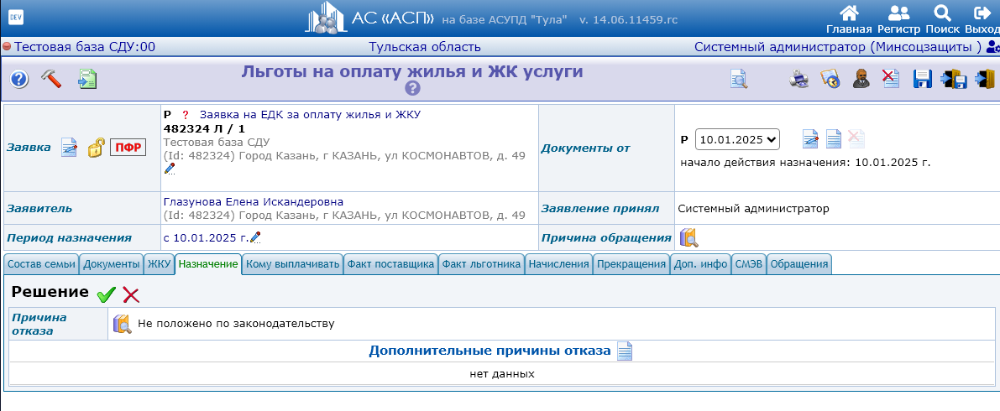 DEV
АС «АСП» на базе АСУПД "Тула" v. 14.06.11459.rc
Главная Регистр Поиск Выход
Тестовая база СДУ:00 Тульская область Системный администратор (Минсоцзащиты )
Льготы на оплату жилья и ЖК услуги
Заявка ПФР
Р ? Заявка на ЕДК за оплату жилья и ЖКУ
482324 Л / 1
Тестовая база СДУ
(Id: 482324) Город Казань, г КАЗАНЬ, ул КОСМОНАВТОВ, д. 49
Документы от
Р 10.01.2025
начало действия назначения: 10.01.2025 г.
Заявитель
Глазунова Елена Искандеровна
(Id: 482324) Город Казань, г КАЗАНЬ, ул КОСМОНАВТОВ, д. 49
Заявление принял Системный администратор
Период назначения с 10.01.2025 г. Причина обращения
Состав семьи Документы ЖКУ Назначение Кому выплачивать Факт поставщика Факт льготника Начисления Прекращения Доп. инфо СМЭВ Обращения
Решение
Причина
отказа
Не положено по законодательству
Дополнительные причины отказа
нет данных